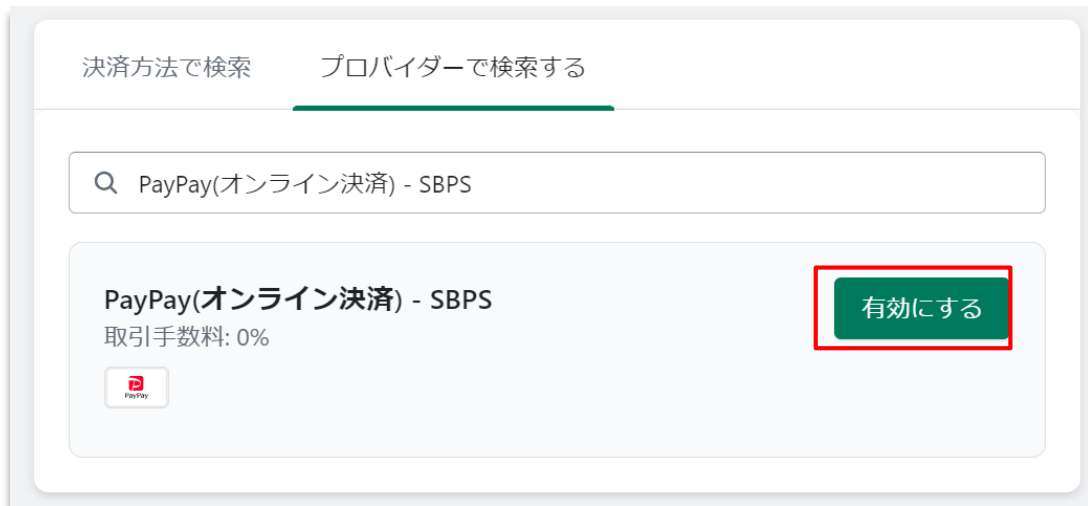 決済方法で検索 プロバイダーで検索する
PayPay(オンライン決済) - SBPS
PayPay(オンライン決済) - SBPS
有効にする
取引手数料: 0%
PayPay